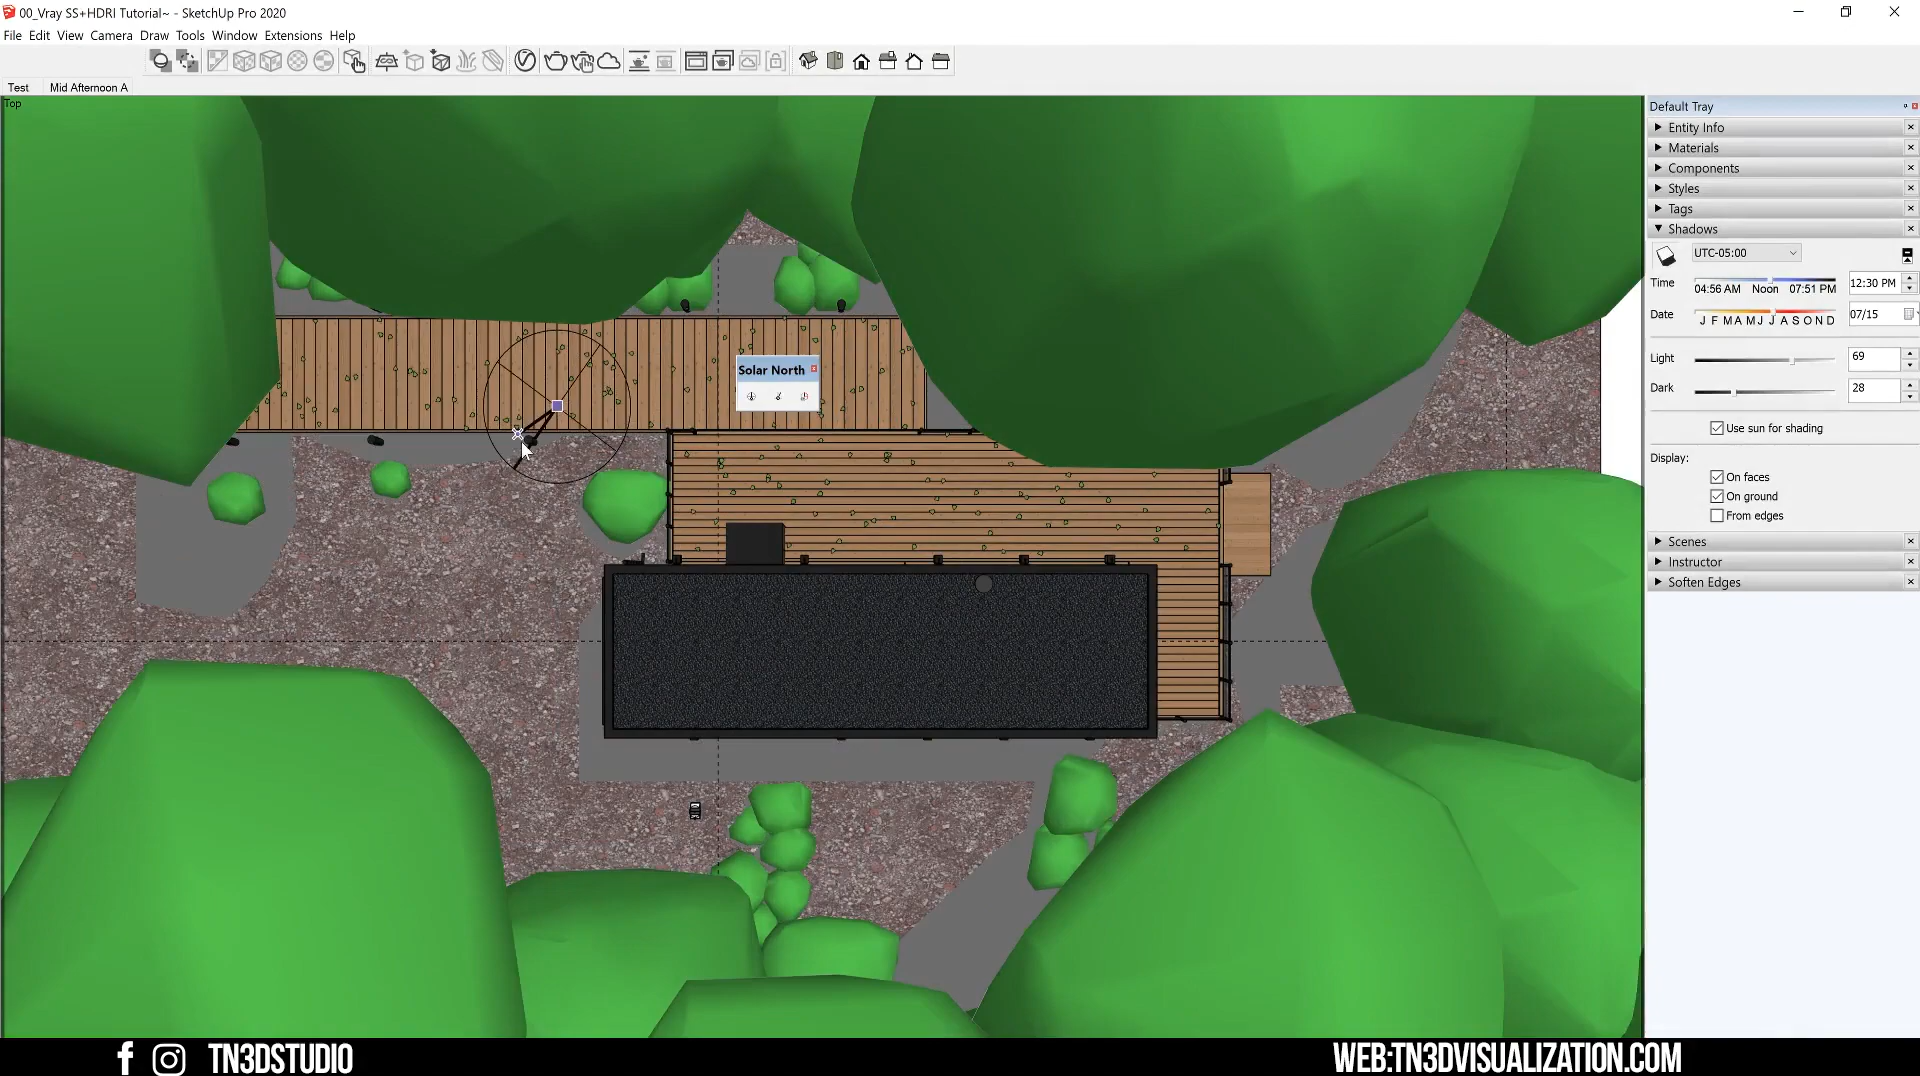 00_Vray SS+HDRI Tutorial~ - SketchUp Pro 2020
File Edit View Camera Draw Tools Window Extensions Help
Test Mid Afternoon A
Top
Default Tray
Entity Info
Materials
Components
Styles
Tags
Shadows
UTC-05:00
Time
04:56 AM Noon 07:51 PM
12:30 PM
Date
J F M A M J J A S O N D
07/15
Light
69
Dark
28
Use sun for shading
Display:
On faces
On ground
From edges
Scenes
Instructor
Soften Edges
Solar North
TN3DSTUDIO
WEB:TN3DVISUALIZATION.COM